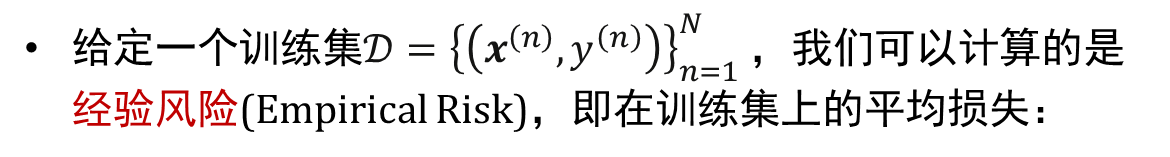 • 给定一个训练集𝒟 = {(𝒙⁽ⁿ⁾, y⁽ⁿ⁾)}ₙ₌₁ᴺ ，我们可以计算的是
经验风险(Empirical Risk)，即在训练集上的平均损失：